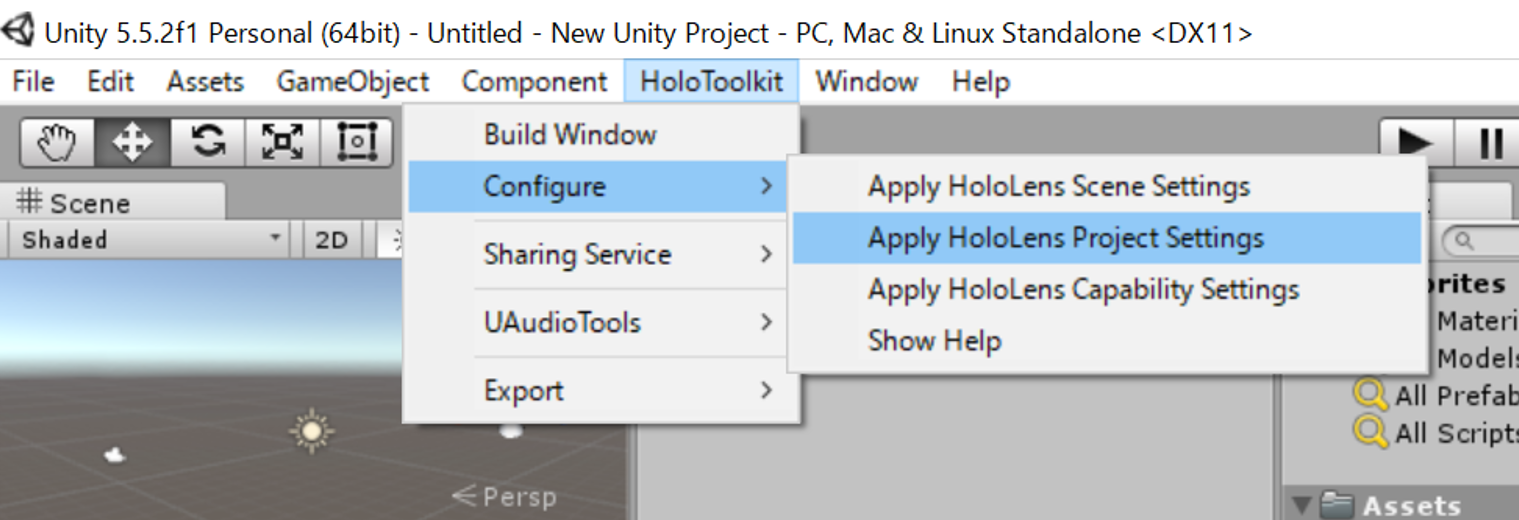 Unity 5.5.2f1 Personal (64bit) - Untitled - New Unity Project - PC, Mac & Linux Standalone <DX11>
File Edit Assets GameObject Component HoloToolkit Window Help
Build Window
Configure
Sharing Service
UAudioTools
Export
Apply HoloLens Scene Settings
Apply HoloLens Project Settings
Apply HoloLens Capability Settings
Show Help
Scene
Shaded 2D
Persp
orites
Materi
Models
All Prefab
All Scripts
Assets